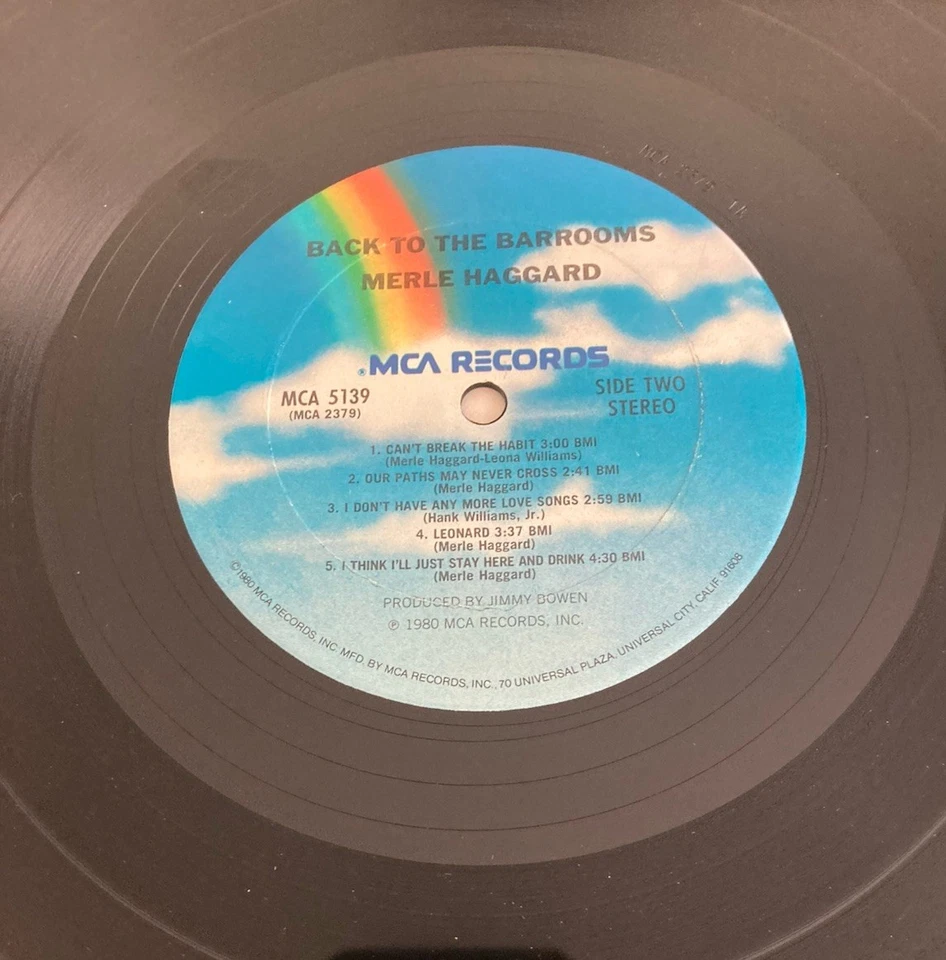 BACK TO THE BARROOMS
MERLE HAGGARD
® MCA RECORDS
MCA 5139
(MCA 2379)
SIDE TWO
STEREO
1. CAN'T BREAK THE HABIT 3:00 BMI
(Merle Haggard-Leona Williams)
2. OUR PATHS MAY NEVER CROSS 2:41 BMI
(Merle Haggard)
3. I DON'T HAVE ANY MORE LOVE SONGS 2:59 BMI
(Hank Williams, Jr.)
4. LEONARD 3:37 BMI
(Merle Haggard)
5. I THINK I'LL JUST STAY HERE AND DRINK 4:30 BMI
(Merle Haggard)
PRODUCED BY JIMMY BOWEN
℗ 1980 MCA RECORDS, INC.
©1980 MCA RECORDS, INC. MFD. BY MCA RECORDS, INC., 70 UNIVERSAL PLAZA, UNIVERSAL CITY, CALIF. 91608